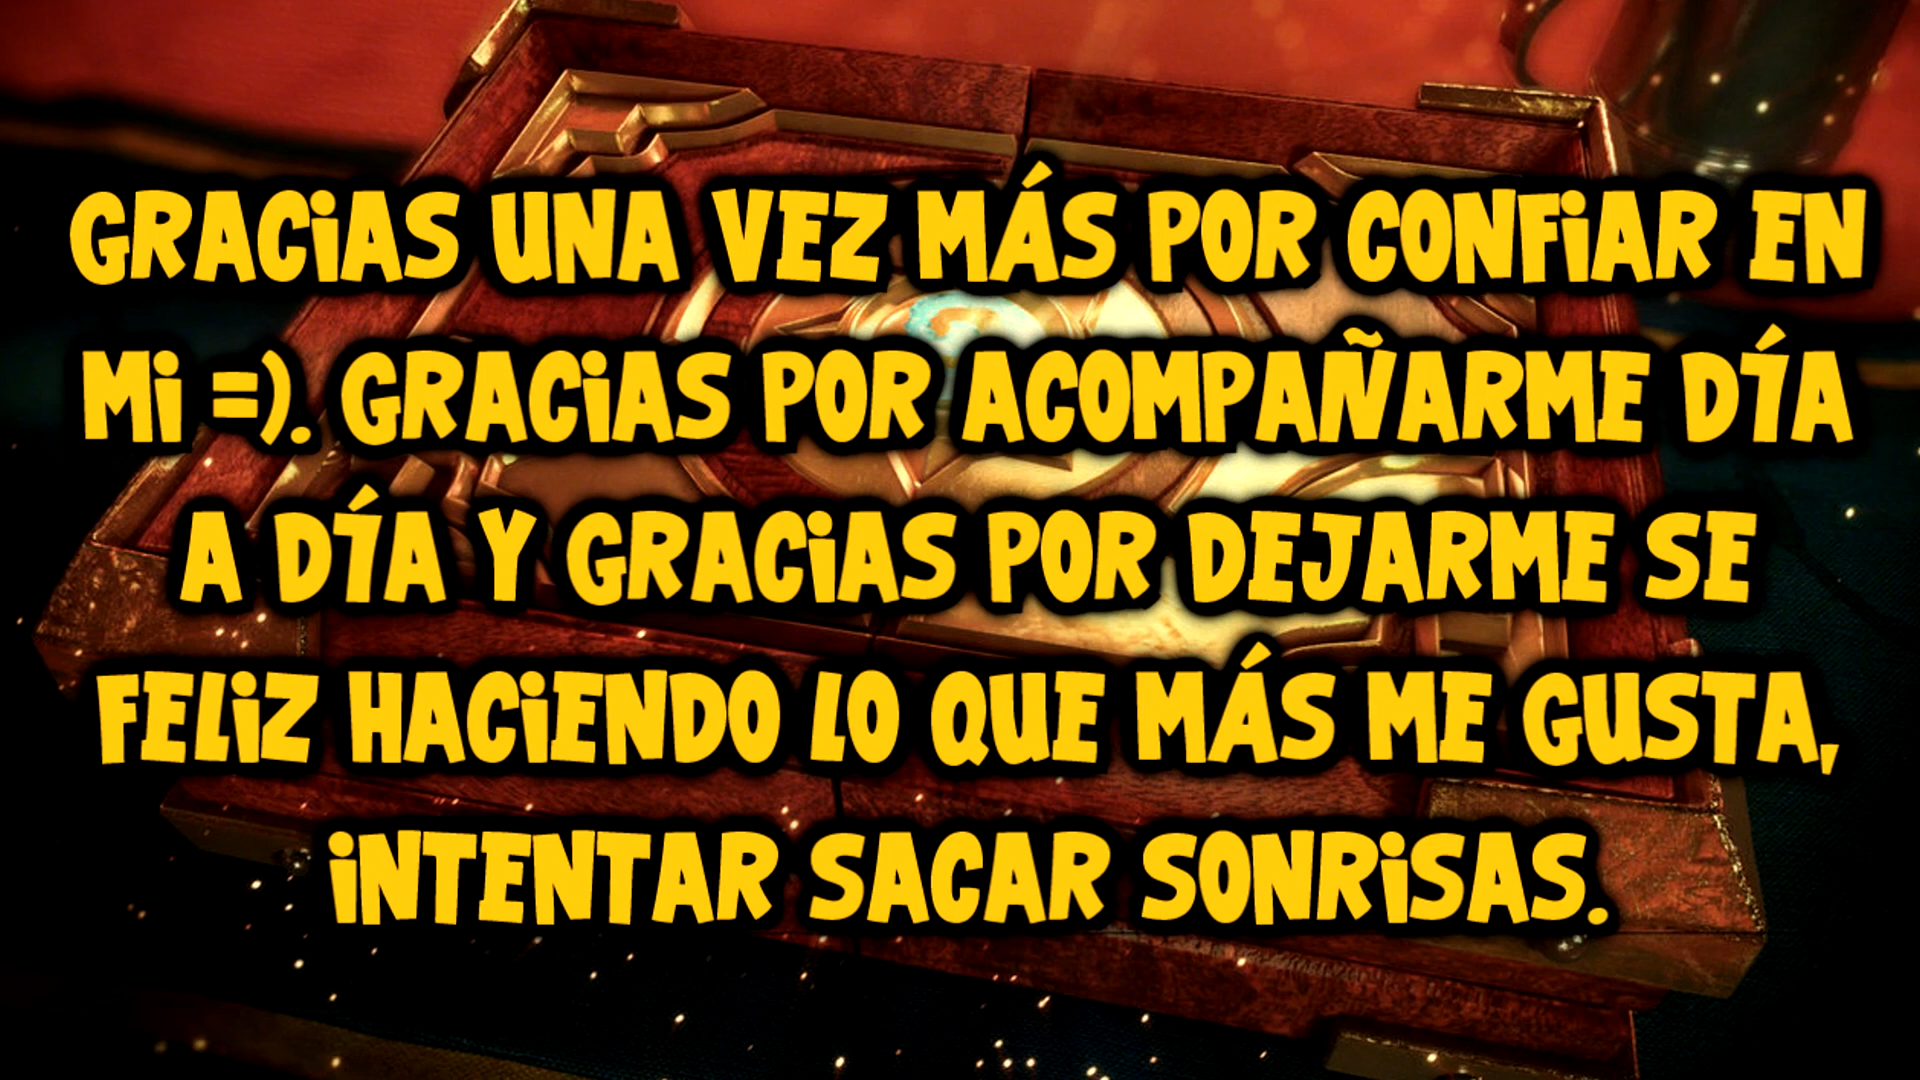 GRACIAS UNA VEZ MÁS POR CONFIAR EN
MI =). GRACIAS POR ACOMPAÑARME DÍA
A DÍA Y GRACIAS POR DEJARME SE
FELIZ HACIENDO LO QUE MÁS ME GUSTA,
INTENTAR SACAR SONRISAS.